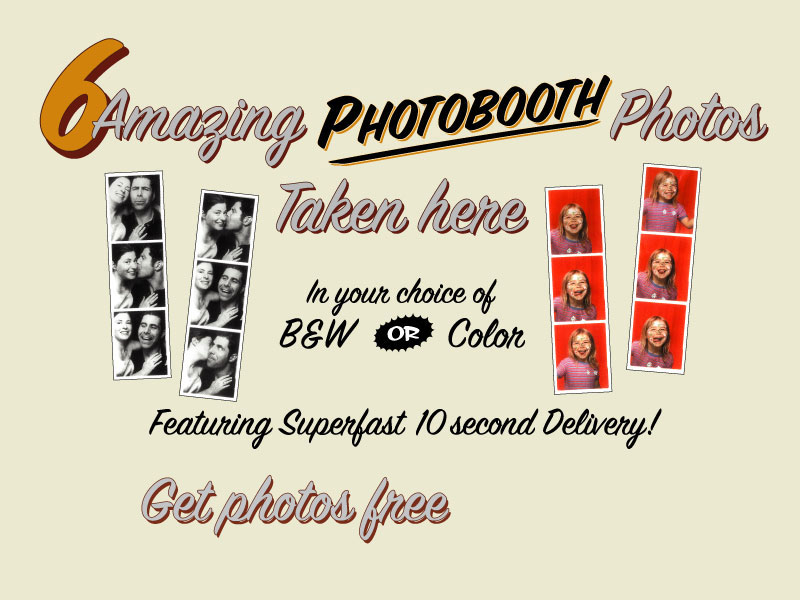 6 Amazing PHOTOBOOTH Photos
Taken here
In your choice of
B&W OR Color
Featuring Superfast 10 second Delivery!
Get photos free